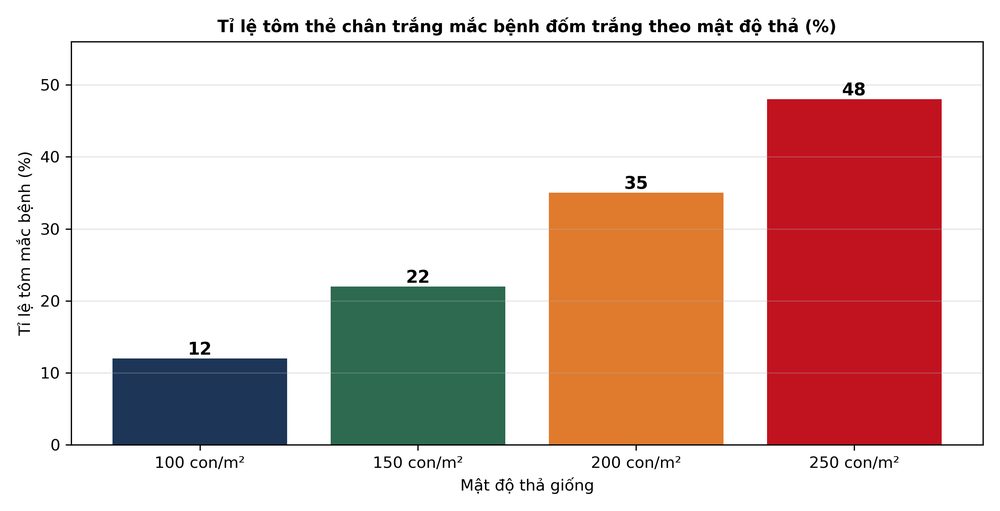 Tỉ lệ tôm thẻ chân trắng mắc bệnh đốm trắng theo mật độ thả (%)
Tỉ lệ tôm mắc bệnh (%)
50
40
30
20
10
0
12
22
35
48
100 con/m²
150 con/m²
200 con/m²
250 con/m²
Mật độ thả giống